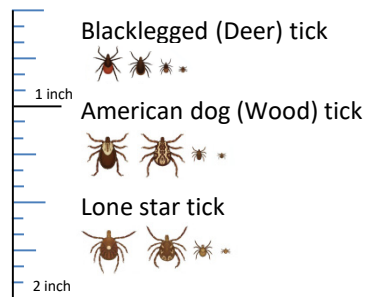 Blacklegged (Deer) tick
1 inch
American dog (Wood) tick
Lone star tick
2 inch